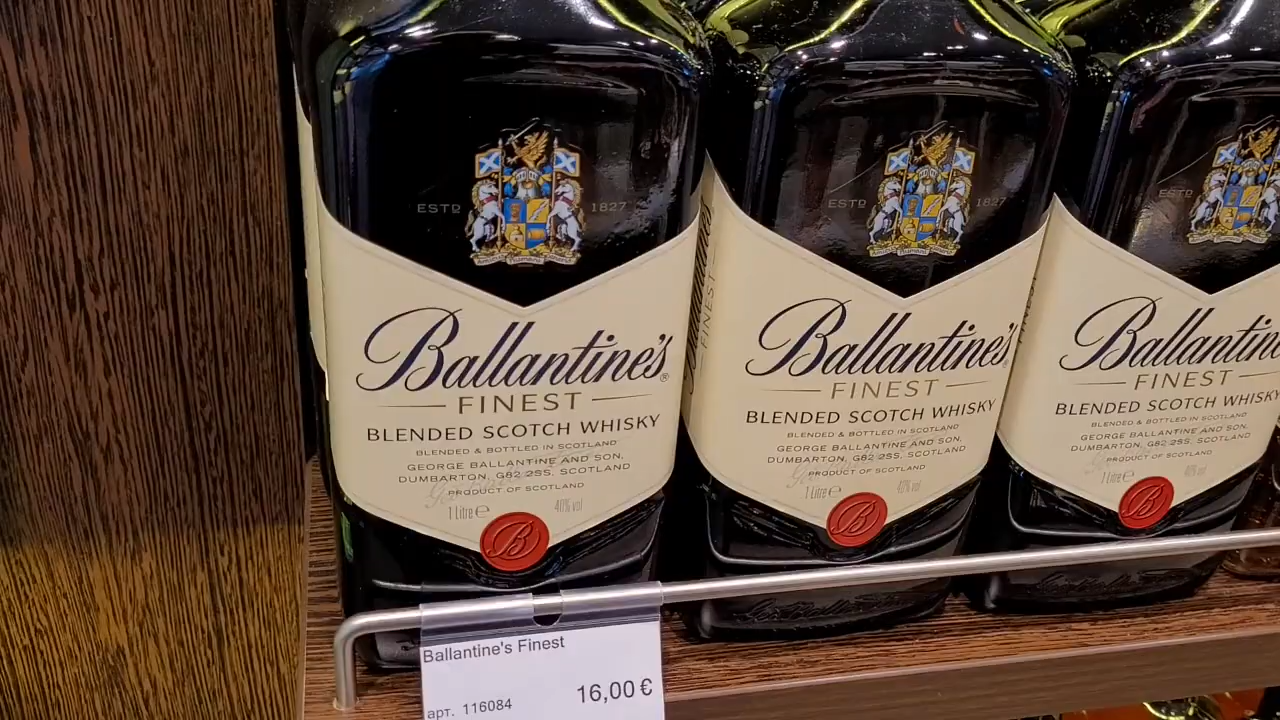 ESTD 1827
Ballantine's®
FINEST
BLENDED SCOTCH WHISKY
BLENDED & BOTTLED IN SCOTLAND
GEORGE BALLANTINE AND SON,
DUMBARTON, G82 2SS, SCOTLAND
PRODUCT OF SCOTLAND
1 Litre ℮ 40% vol
B
FINEST
ESTD 1827
Ballantine's
FINEST
BLENDED SCOTCH WHISKY
BLENDED & BOTTLED IN SCOTLAND
GEORGE BALLANTINE AND SON,
DUMBARTON, G82 2SS, SCOTLAND
PRODUCT OF SCOTLAND
1 Litre ℮ 40% vol
B
ESTD
Ballantine
FINEST
BLENDED SCOTCH WHISKY
BLENDED & BOTTLED IN SCOTLAND
GEORGE BALLANTINE AND SON,
DUMBARTON, G82 2SS, SCOTLAND
PRODUCT OF SCOTLAND
1 Litre ℮ 40% vol
B
Ballantine's Finest
16,00 €
арт. 116084